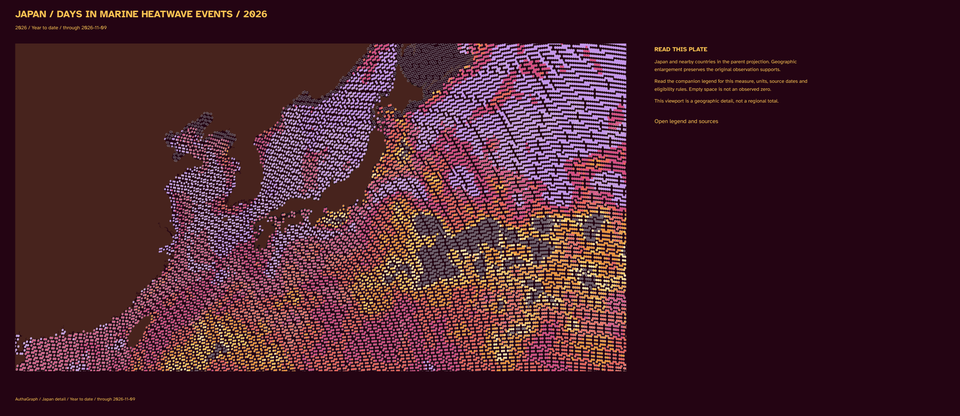 JAPAN / DAYS IN MARINE HEATWAVE EVENTS / 2026
2026 / Year to date / through 2026-11-09
READ THIS PLATE
Japan and nearby countries in the parent projection. Geographic
enlargement preserves the original observation supports.
Read the companion legend for this measure, units, source dates and
eligibility rules. Empty space is not an observed zero.
This viewport is a geographic detail, not a regional total.
Open legend and sources
AuthaGraph / Japan detail / Year to date / through 2026-11-09